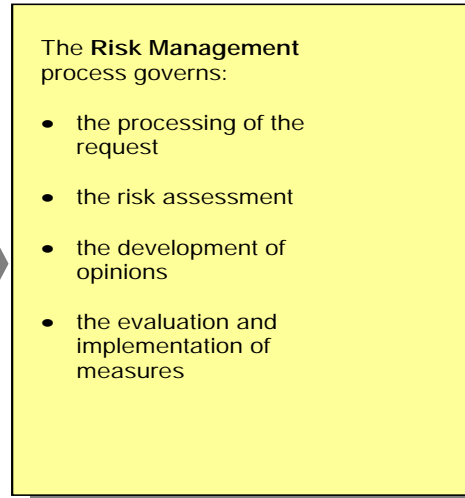 The Risk Management
process governs:
• the processing of the
request
• the risk assessment
• the development of
opinions
• the evaluation and
implementation of
measures